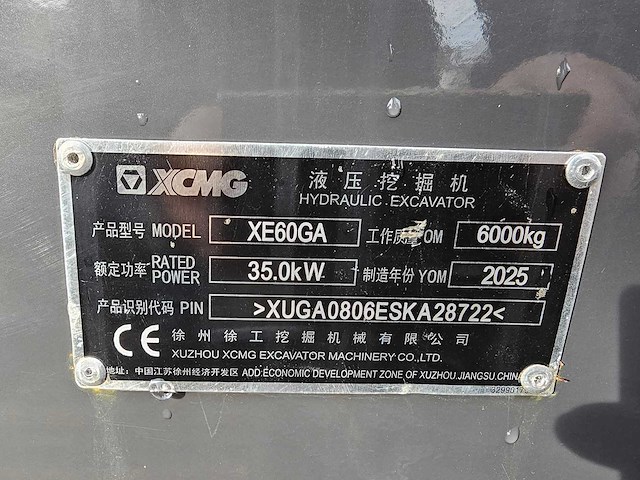 XCMG 液压挖掘机
HYDRAULIC EXCAVATOR
产品型号 MODEL XE60GA 工作质量 OM 6000kg
额定功率 RATED POWER 35.0kW 制造年份 YOM 2025
产品识别代码 PIN >XUGA0806ESKA28722<
CE 徐州徐工挖掘机械有限公司
XUZHOU XCMG EXCAVATOR MACHINERY CO.,LTD.
地址: 中国江苏徐州经济开发区 ADD:ECONOMIC DEVELOPMENT ZONE OF XUZHOU.JIANGSU.CHINA